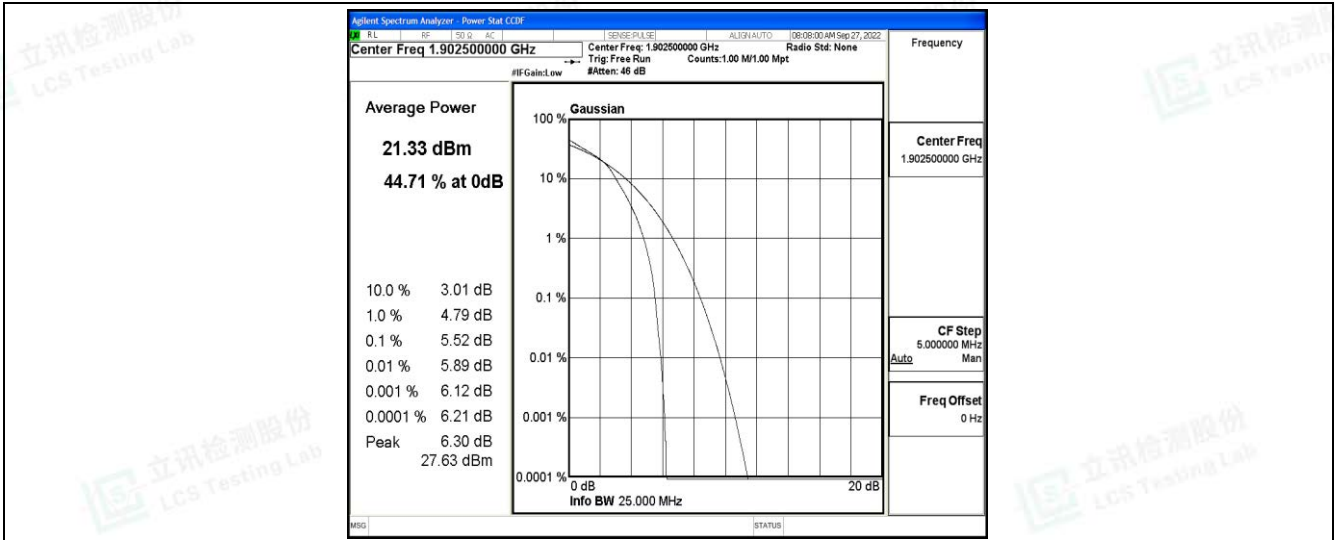 Agilent Spectrum Analyzer - Power Stat CCDF
RL RF 50 Ω AC SENSE:PULSE ALIGN AUTO 08:08:00 AM Sep 27, 2022
Center Freq 1.902500000 GHz
Center Freq: 1.902500000 GHz Radio Std: None
Trig: Free Run Counts:1.00 M/1.00 Mpt
#IFGain:Low #Atten: 46 dB
Frequency
Average Power
21.33 dBm
44.71 % at 0dB
10.0 % 3.01 dB
1.0 % 4.79 dB
0.1 % 5.52 dB
0.01 % 5.89 dB
0.001 % 6.12 dB
0.0001 % 6.21 dB
Peak 6.30 dB
27.63 dBm
Gaussian
100 %
10 %
1 %
0.1 %
0.01 %
0.001 %
0.0001 %
0 dB 20 dB
Info BW 25.000 MHz
Center Freq
1.902500000 GHz
CF Step
5.000000 MHz
Auto Man
Freq Offset
0 Hz
MSG STATUS
立讯检测股份
LCS Testing Lab
立讯检测股份
LCS Testing Lab
立讯检测股份
LCS Testing Lab